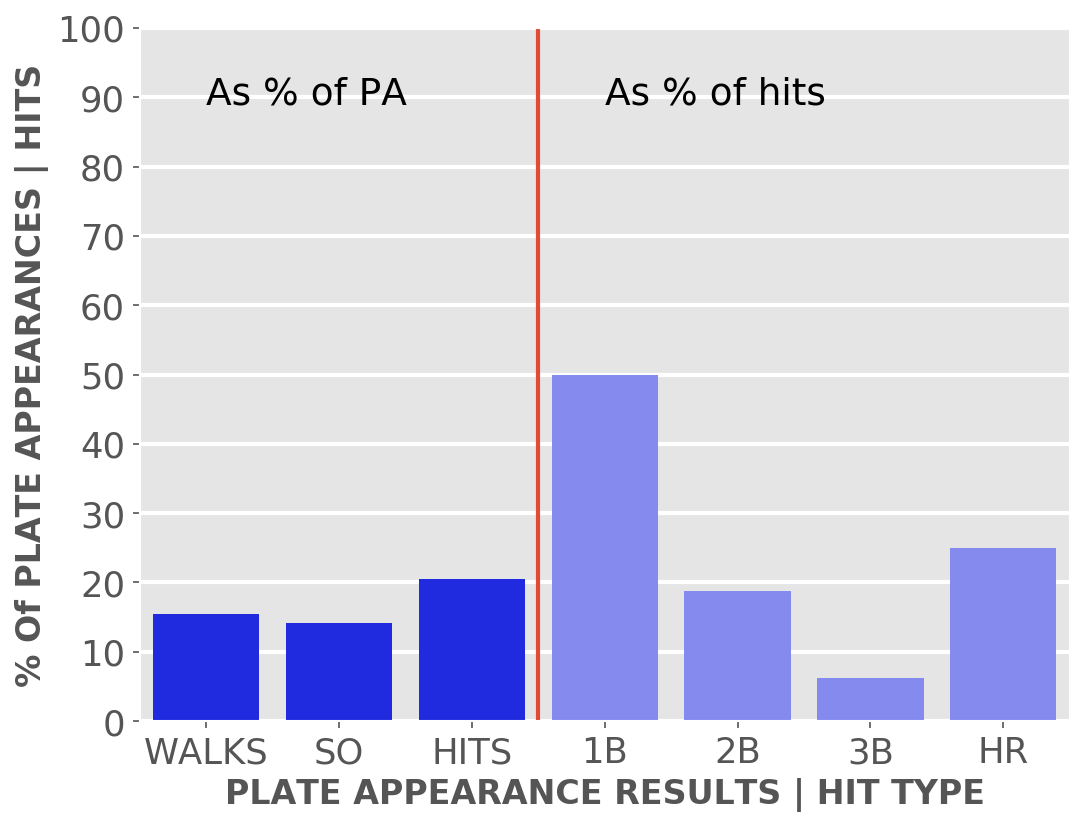 % Of PLATE APPEARANCES | HITS
100
90
80
70
60
50
40
30
20
10
0
As % of PA
As % of hits
WALKS SO HITS 1B 2B 3B HR
PLATE APPEARANCE RESULTS | HIT TYPE